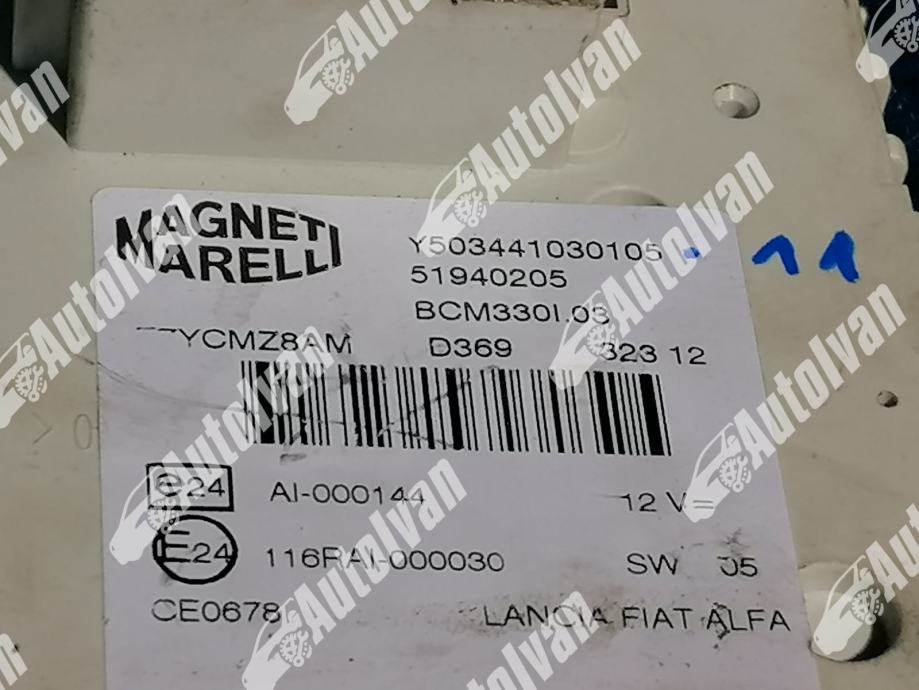 MAGNETI MARELLI
Y503441030105
11
51940205
BCM330I.03
YCMZ8AM D369 323 12
e24 AI-000144 12 V=
E24 116RAI-000030 SW 05
CE0678
LANCIA FIAT ALFA
AutoIvan